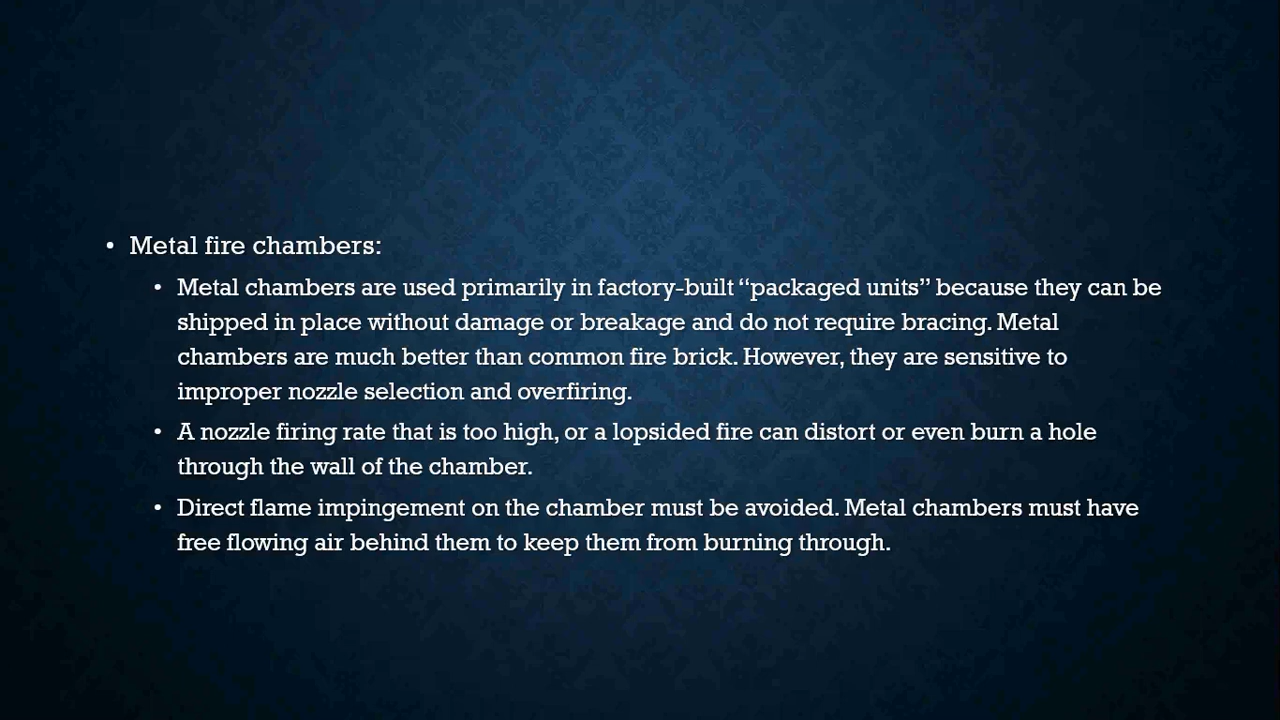 • Metal fire chambers:
• Metal chambers are used primarily in factory-built “packaged units” because they can be
shipped in place without damage or breakage and do not require bracing. Metal
chambers are much better than common fire brick. However, they are sensitive to
improper nozzle selection and overfiring.
• A nozzle firing rate that is too high, or a lopsided fire can distort or even burn a hole
through the wall of the chamber.
• Direct flame impingement on the chamber must be avoided. Metal chambers must have
free flowing air behind them to keep them from burning through.